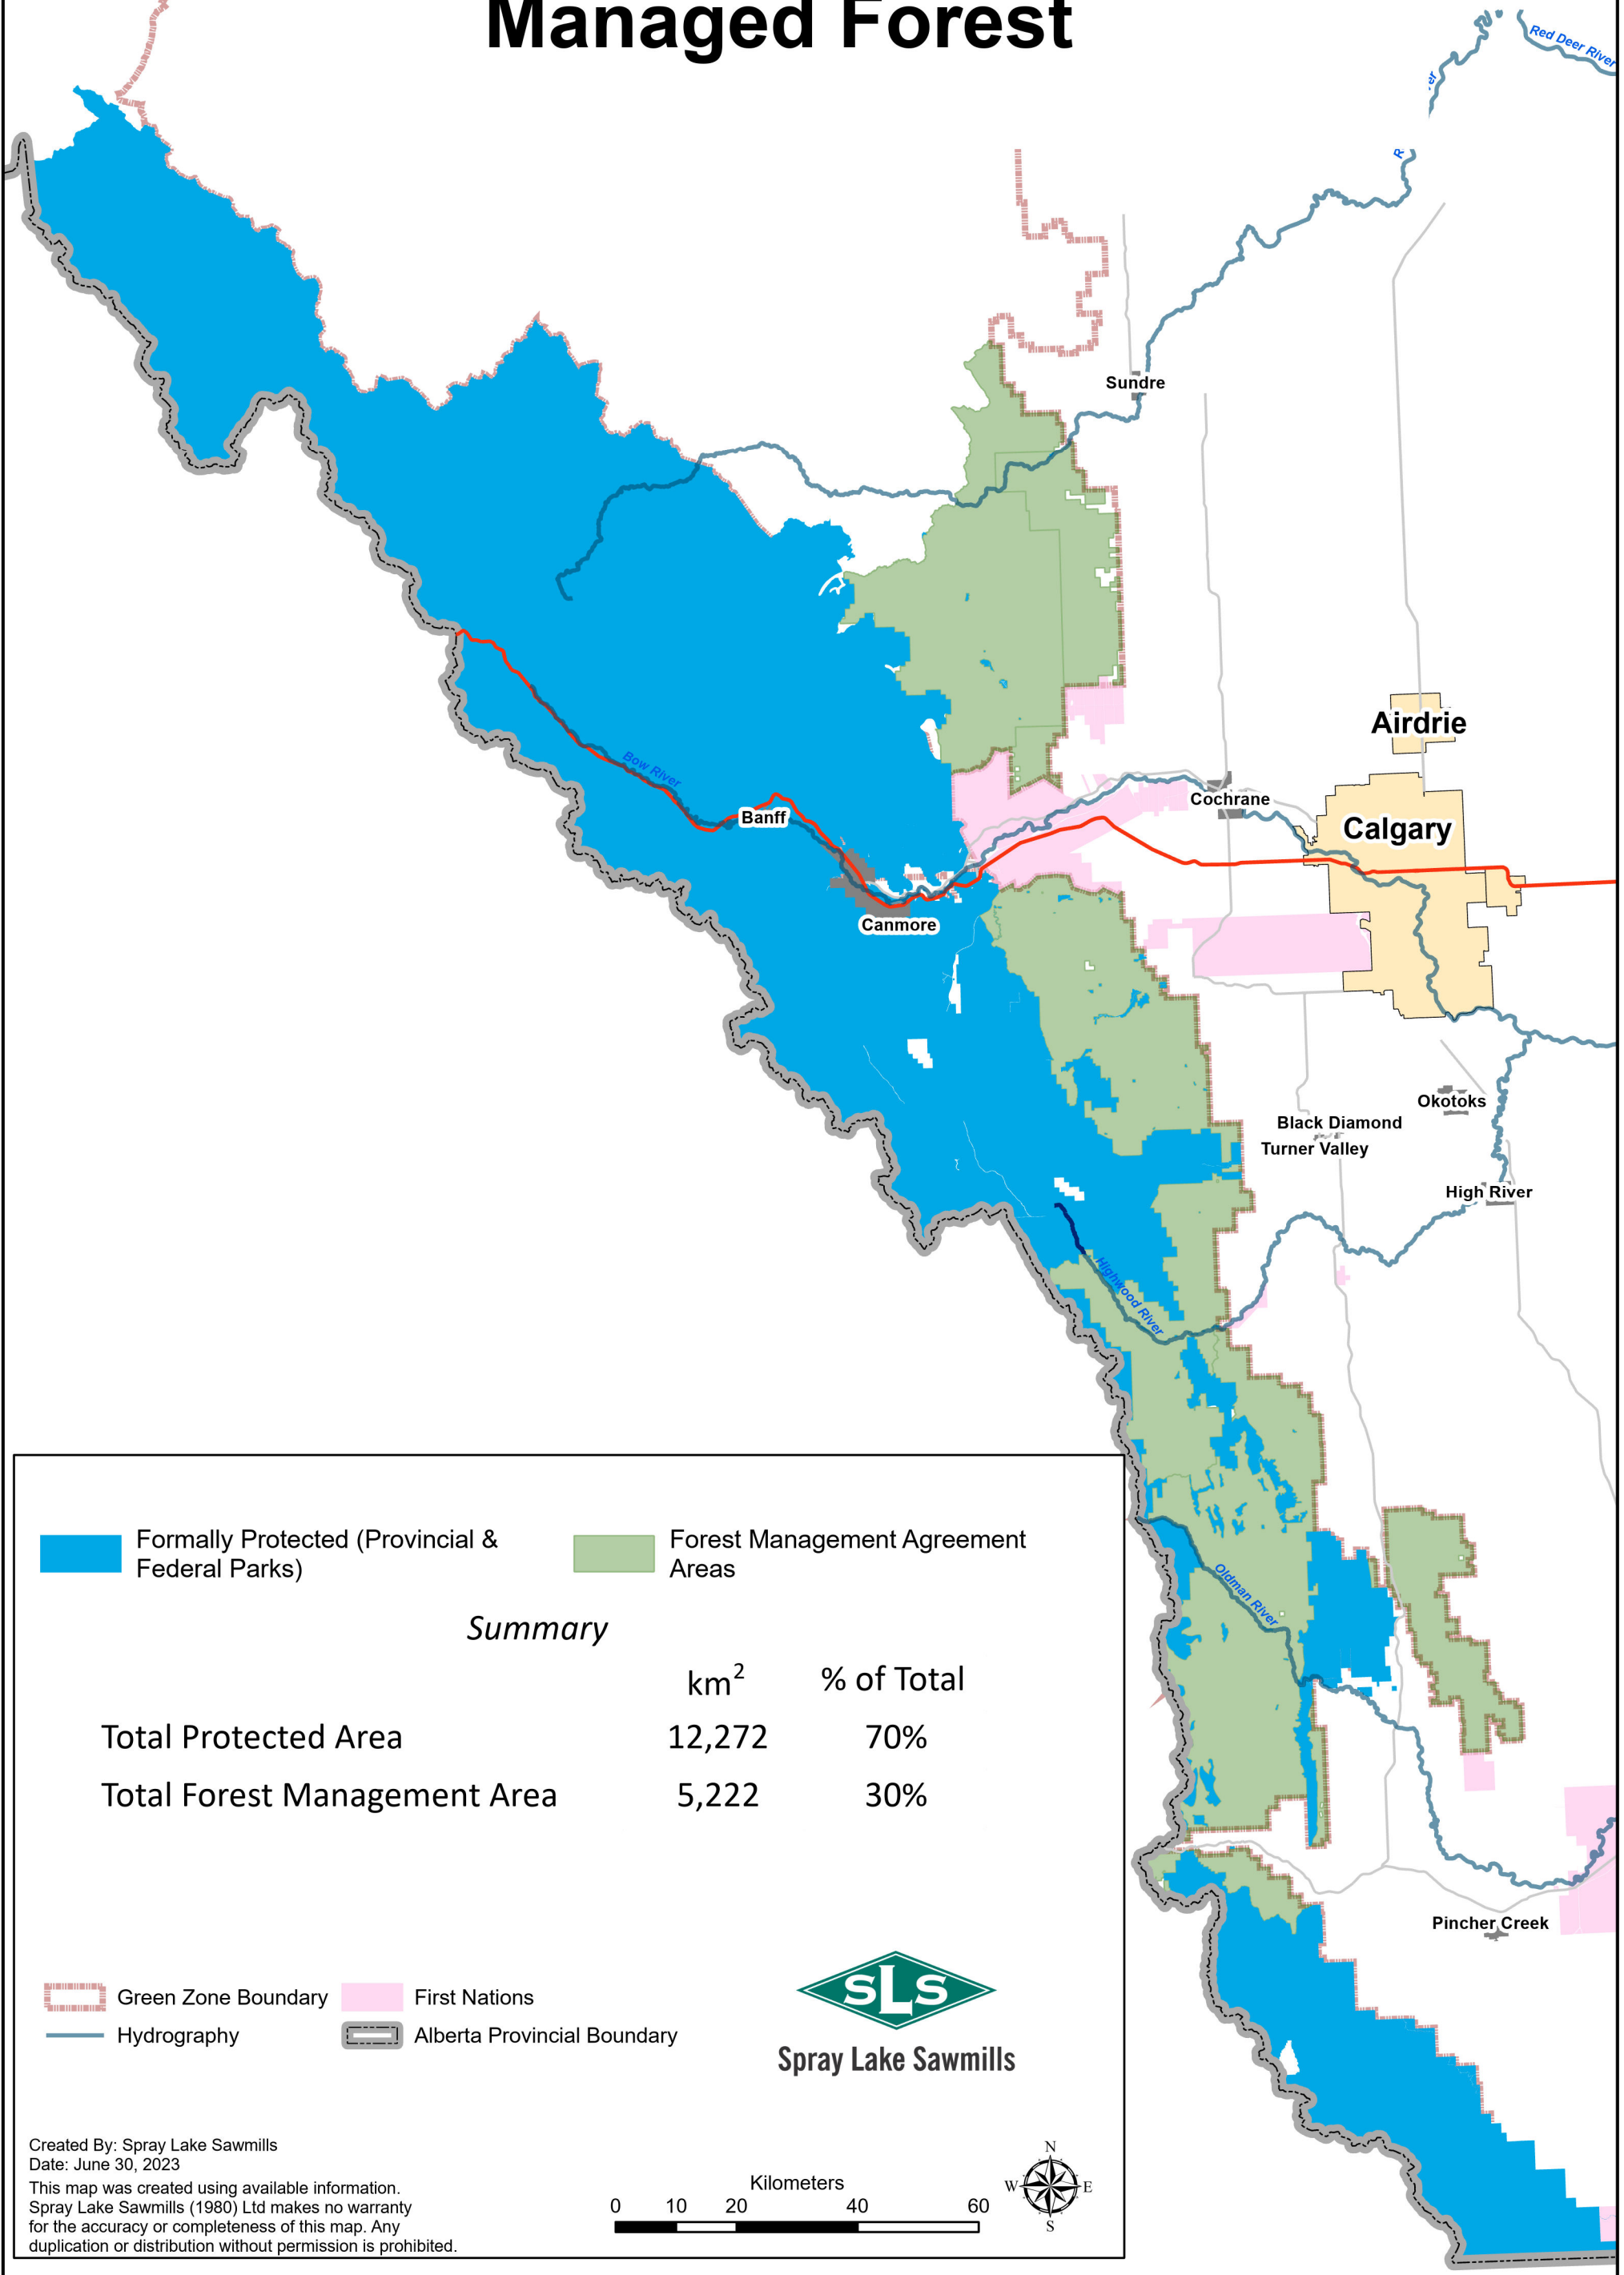 Managed Forest
Red Deer River
er
R
Sundre
Airdrie
Bow River
Banff
Cochrane
Calgary
Canmore
Okotoks
Black Diamond
Turner Valley
High River
Highwood River
Oldman River
Pincher Creek
Formally Protected (Provincial &
Federal Parks)
Forest Management Agreement
Areas
Summary
km2 % of Total
Total Protected Area 12,272 70%
Total Forest Management Area 5,222 30%
Green Zone Boundary
First Nations
Hydrography
Alberta Provincial Boundary
SLS
Spray Lake Sawmills
Created By: Spray Lake Sawmills
Date: June 30, 2023
This map was created using available information.
Spray Lake Sawmills (1980) Ltd makes no warranty
for the accuracy or completeness of this map. Any
duplication or distribution without permission is prohibited.
Kilometers
0 10 20 40 60
N
W E
S